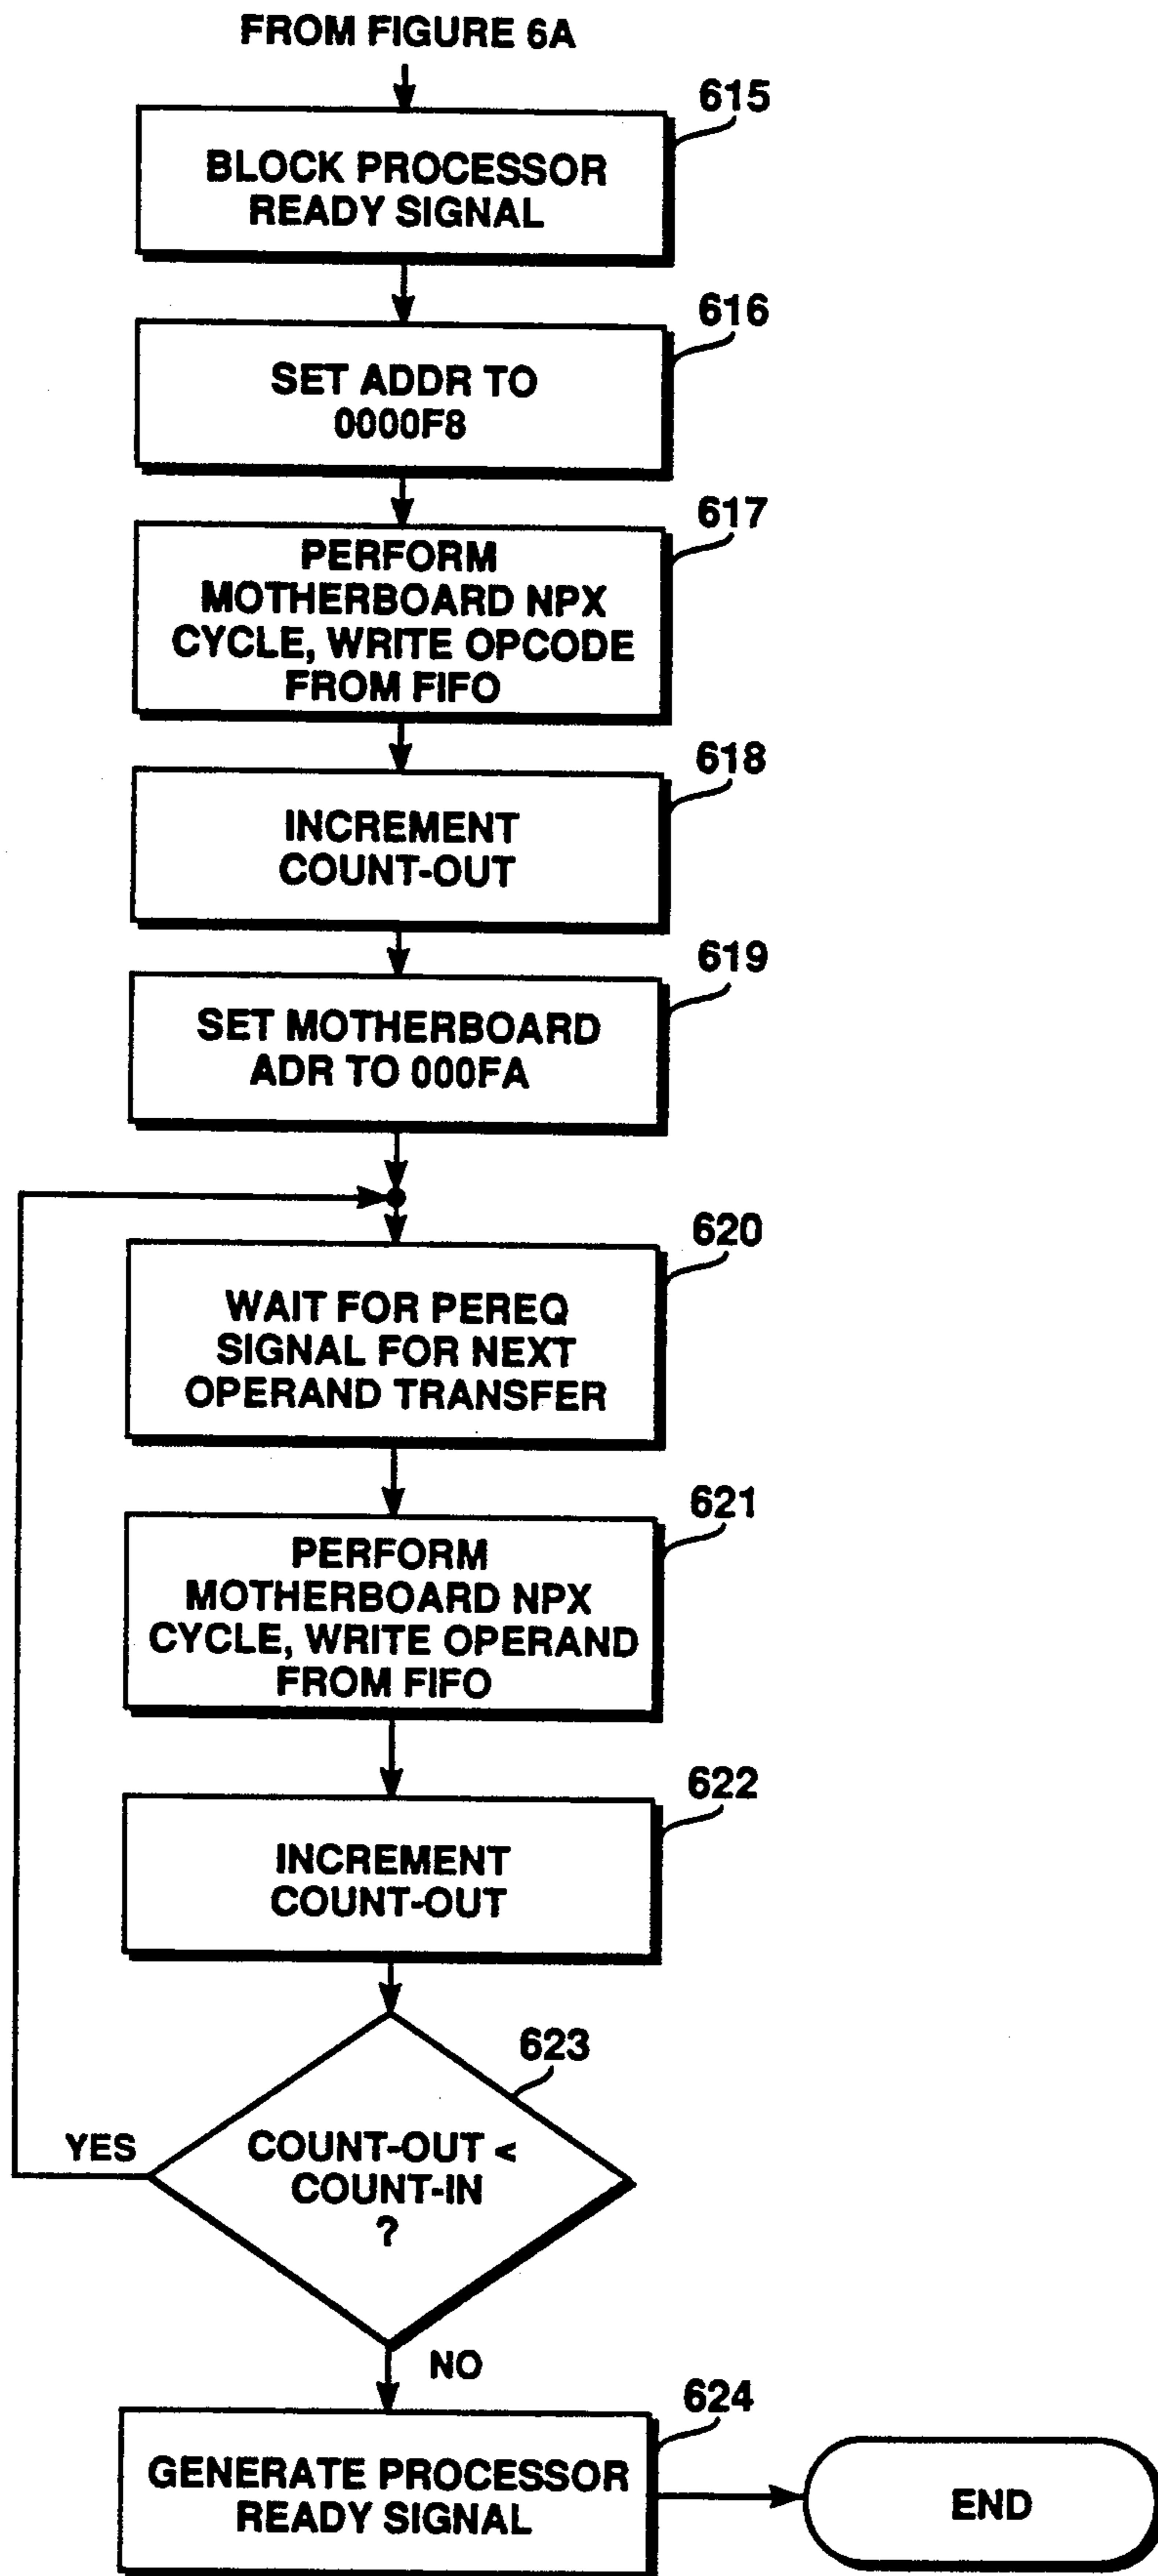 FROM FIGURE 6A
615
BLOCK PROCESSOR
READY SIGNAL
616
SET ADDR TO
0000F8
617
PERFORM
MOTHERBOARD NPX
CYCLE, WRITE OPCODE
FROM FIFO
618
INCREMENT
COUNT-OUT
619
SET MOTHERBOARD
ADR TO 000FA
620
WAIT FOR PEREQ
SIGNAL FOR NEXT
OPERAND TRANSFER
621
PERFORM
MOTHERBOARD NPX
CYCLE, WRITE OPERAND
FROM FIFO
622
INCREMENT
COUNT-OUT
623
YES
COUNT-OUT <
COUNT-IN
?
NO
624
GENERATE PROCESSOR
READY SIGNAL
END